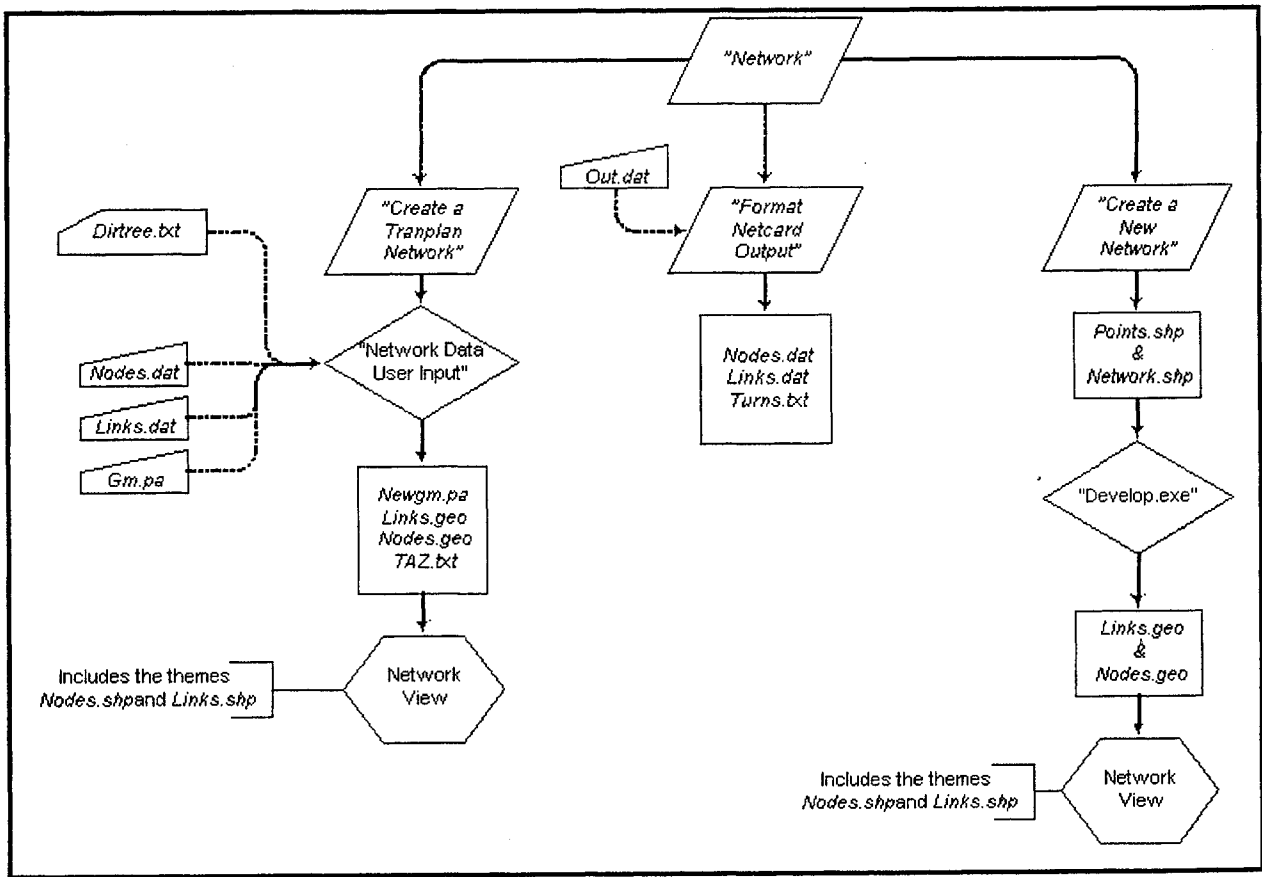 "Network"
Out.dat
"Create a
Tranplan
Network"
"Format
Netcard
Output"
"Create a
New
Network"
Dirtree.txt
Nodes.dat
Links.dat
Gm.pa
"Network Data
User Input"
Nodes.dat
Links.dat
Turns.txt
Points.shp
&
Network.shp
Newgm.pa
Links.geo
Nodes.geo
TAZ.txt
"Develop.exe"
Includes the themes
Nodes.shpand Links.shp
Network
View
Links.geo
&
Nodes.geo
Includes the themes
Nodes.shpand Links.shp
Network
View